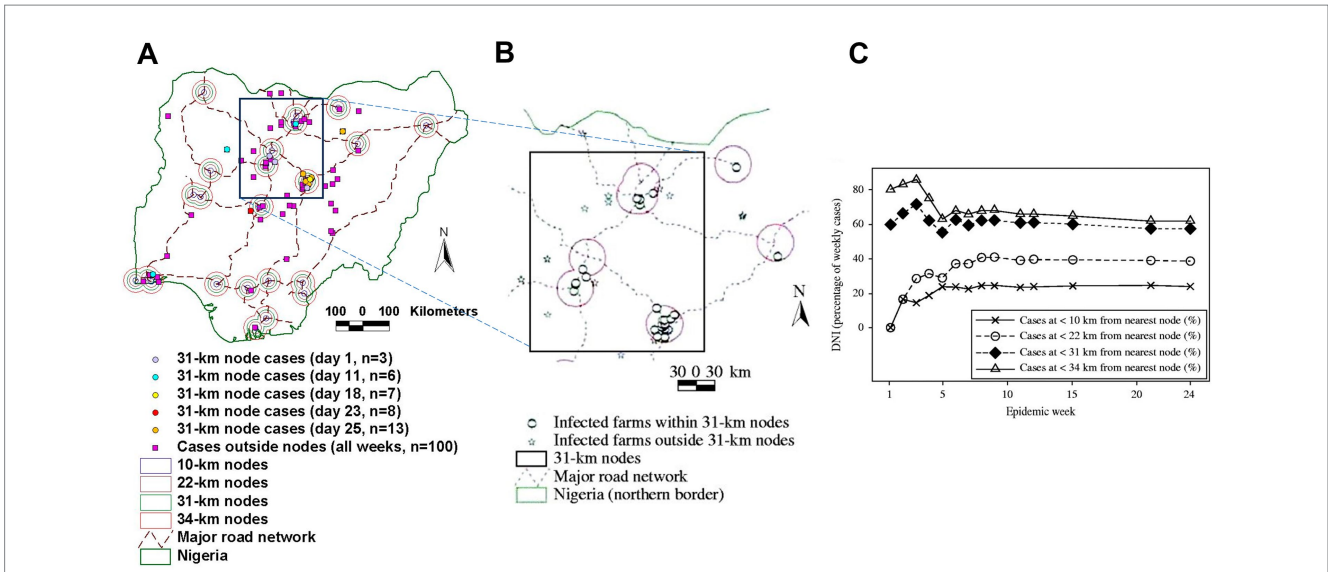 A
N
100 0 100 Kilometers
31-km node cases (day 1, n=3)
31-km node cases (day 11, n=6)
31-km node cases (day 18, n=7)
31-km node cases (day 23, n=8)
31-km node cases (day 25, n=13)
Cases outside nodes (all weeks, n=100)
10-km nodes
22-km nodes
31-km nodes
34-km nodes
Major road network
Nigeria
B
N
30 0 30 km
Infected farms within 31-km nodes
Infected farms outside 31-km nodes
31-km nodes
Major road network
Nigeria (northern border)
C
DNI (percentage of weekly cases)
80
60
40
20
0
Cases at < 10 km from nearest node (%)
Cases at < 22 km from nearest node (%)
Cases at < 31 km from nearest node (%)
Cases at < 34 km from nearest node (%)
1 5 10 15 20 24
Epidemic week